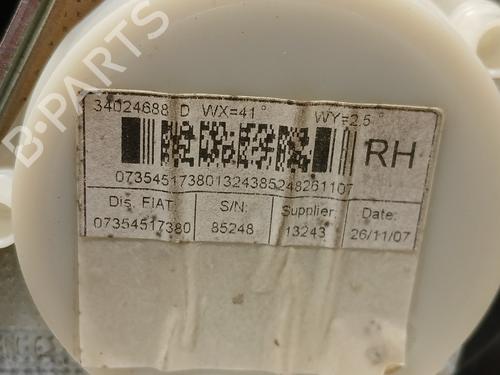 B-PARTS
34024688 D WX=41° WY=2.5°
RH
07354517380132438524826 1107
Dis. FIAT S/N: Supplier Date:
07354517380 85248 13243 26/11/07